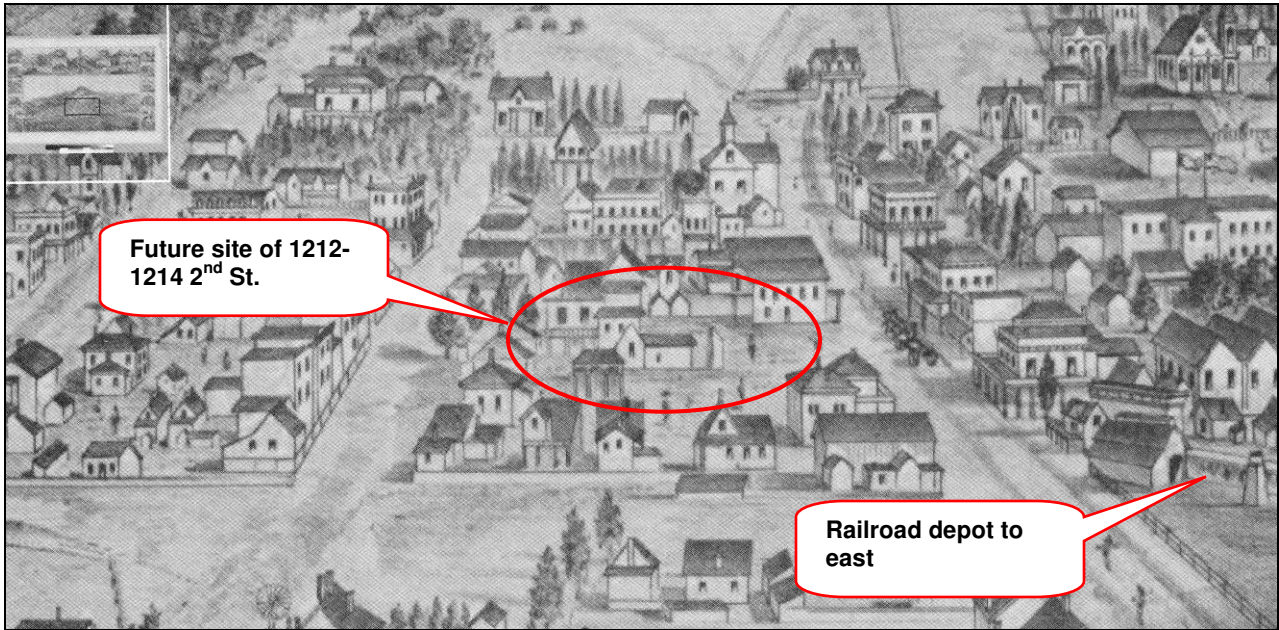 Future site of 1212-
1214 2nd St.
Railroad depot to
east